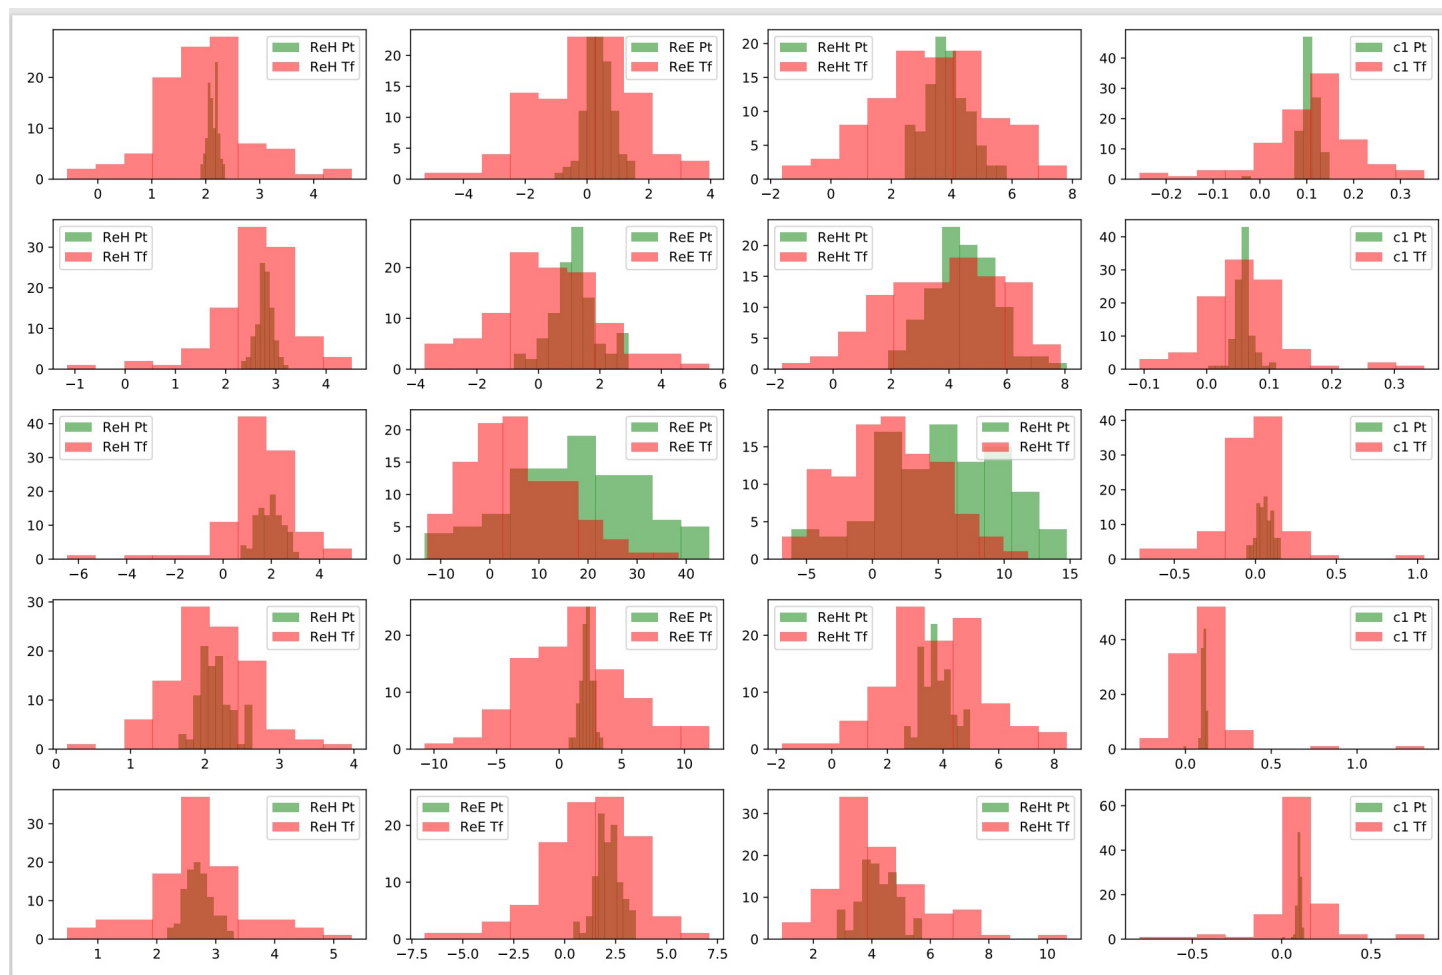 ReH Pt
ReH Tf
20
10
0
0 1 2 3 4
ReE Pt
ReE Tf
20
15
10
5
0
−4 −2 0 2 4
ReHt Pt
ReHt Tf
20
15
10
5
0
−2 0 2 4 6 8
c1 Pt
c1 Tf
40
30
20
10
0
−0.2 −0.1 0.0 0.1 0.2 0.3
ReH Pt
ReH Tf
30
20
10
0
−1 0 1 2 3 4
ReE Pt
ReE Tf
20
10
0
−4 −2 0 2 4 6
ReHt Pt
ReHt Tf
20
15
10
5
0
−2 0 2 4 6 8
c1 Pt
c1 Tf
40
30
20
10
0
−0.1 0.0 0.1 0.2 0.3
ReH Pt
ReH Tf
40
30
20
10
0
−6 −4 −2 0 2 4
ReE Pt
ReE Tf
20
15
10
5
0
−10 0 10 20 30 40
ReHt Pt
ReHt Tf
15
10
5
0
−5 0 5 10 15
c1 Pt
c1 Tf
40
30
20
10
0
−0.5 0.0 0.5 1.0
ReH Pt
ReH Tf
30
20
10
0
0 1 2 3 4
ReE Pt
ReE Tf
20
10
0
−10 −5 0 5 10
ReHt Pt
ReHt Tf
20
10
0
−2 0 2 4 6 8
c1 Pt
c1 Tf
40
20
0
0.0 0.5 1.0
ReH Pt
ReH Tf
30
20
10
0
1 2 3 4 5
ReE Pt
ReE Tf
20
10
0
−7.5 −5.0 −2.5 0.0 2.5 5.0 7.5
ReHt Pt
ReHt Tf
30
20
10
0
2 4 6 8 10
c1 Pt
c1 Tf
60
40
20
0
−0.5 0.0 0.5